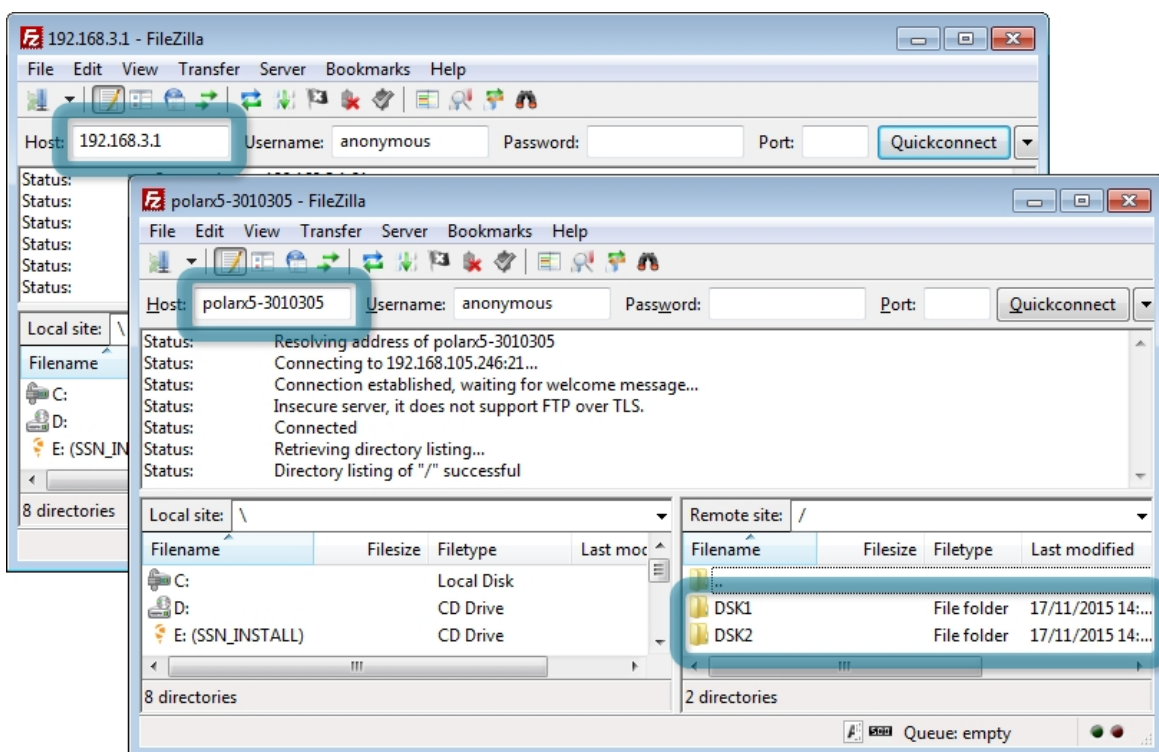 192.168.3.1 - FileZilla
File Edit View Transfer Server Bookmarks Help
Host: 192.168.3.1 Username: anonymous Password: Port: Quickconnect
Status:
Status:
Status:
Status:
Status:
Status:
Local site: \
Filename
C:
D:
E: (SSN_IN
8 directories
polarx5-3010305 - FileZilla
File Edit View Transfer Server Bookmarks Help
Host: polarx5-3010305 Username: anonymous Password: Port: Quickconnect
Status: Resolving address of polarx5-3010305
Status: Connecting to 192.168.105.246:21...
Status: Connection established, waiting for welcome message...
Status: Insecure server, it does not support FTP over TLS.
Status: Connected
Status: Retrieving directory listing...
Status: Directory listing of "/" successful
Local site: \
Filename Filesize Filetype Last mod
C: Local Disk
D: CD Drive
E: (SSN_INSTALL) CD Drive
8 directories
Remote site: /
Filename Filesize Filetype Last modified
..
DSK1 File folder 17/11/2015 14:...
DSK2 File folder 17/11/2015 14:...
2 directories
Queue: empty